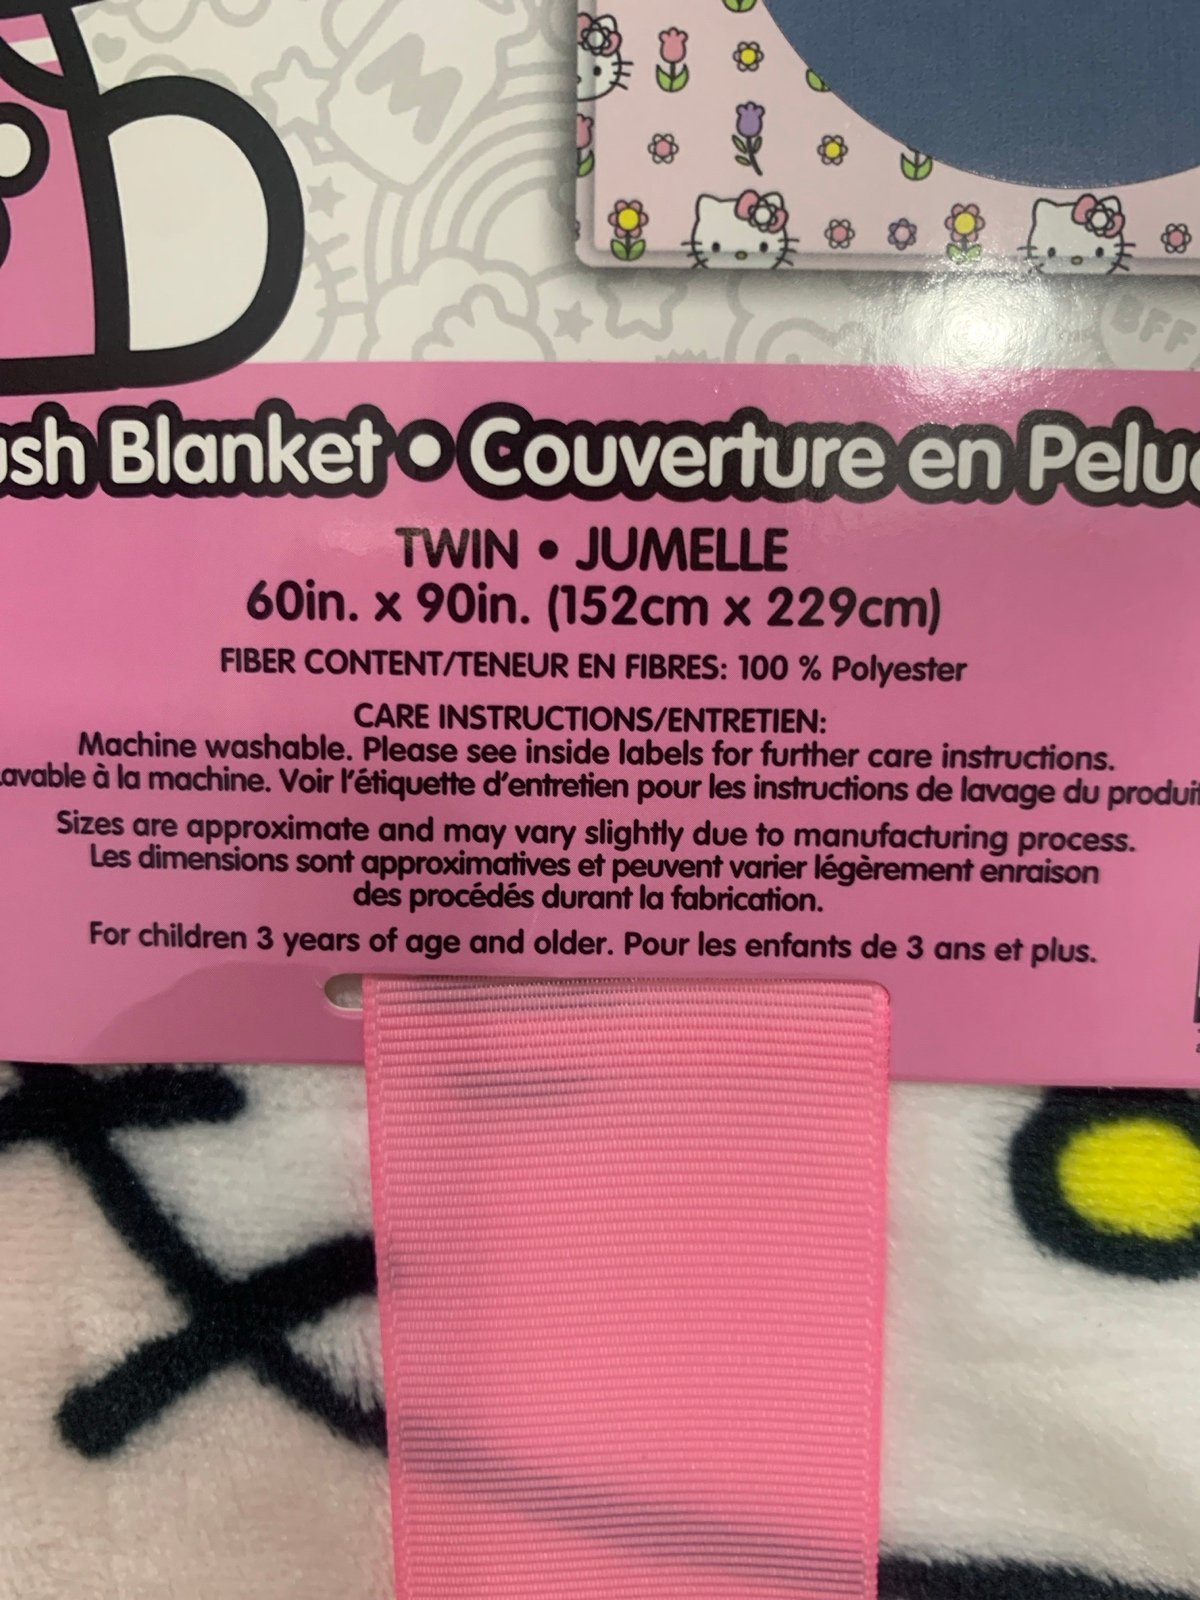 BFF
Blanket • Couverture en
TWIN • JUMELLE
60in. x 90in. (152cm x 229cm)
FIBER CONTENT/TENEUR EN FIBRES: 100 % Polyester
CARE INSTRUCTIONS/ENTRETIEN:
Machine washable. Please see inside labels for further care instructions.
Lavable à la machine. Voir l'étiquette d'entretien pour les instructions de lavage du produit
Sizes are approximate and may vary slightly due to manufacturing process.
Les dimensions sont approximatives et peuvent varier légèrement enraison
des procédés durant la fabrication.
For children 3 years of age and older. Pour les enfants de 3 ans et plus.